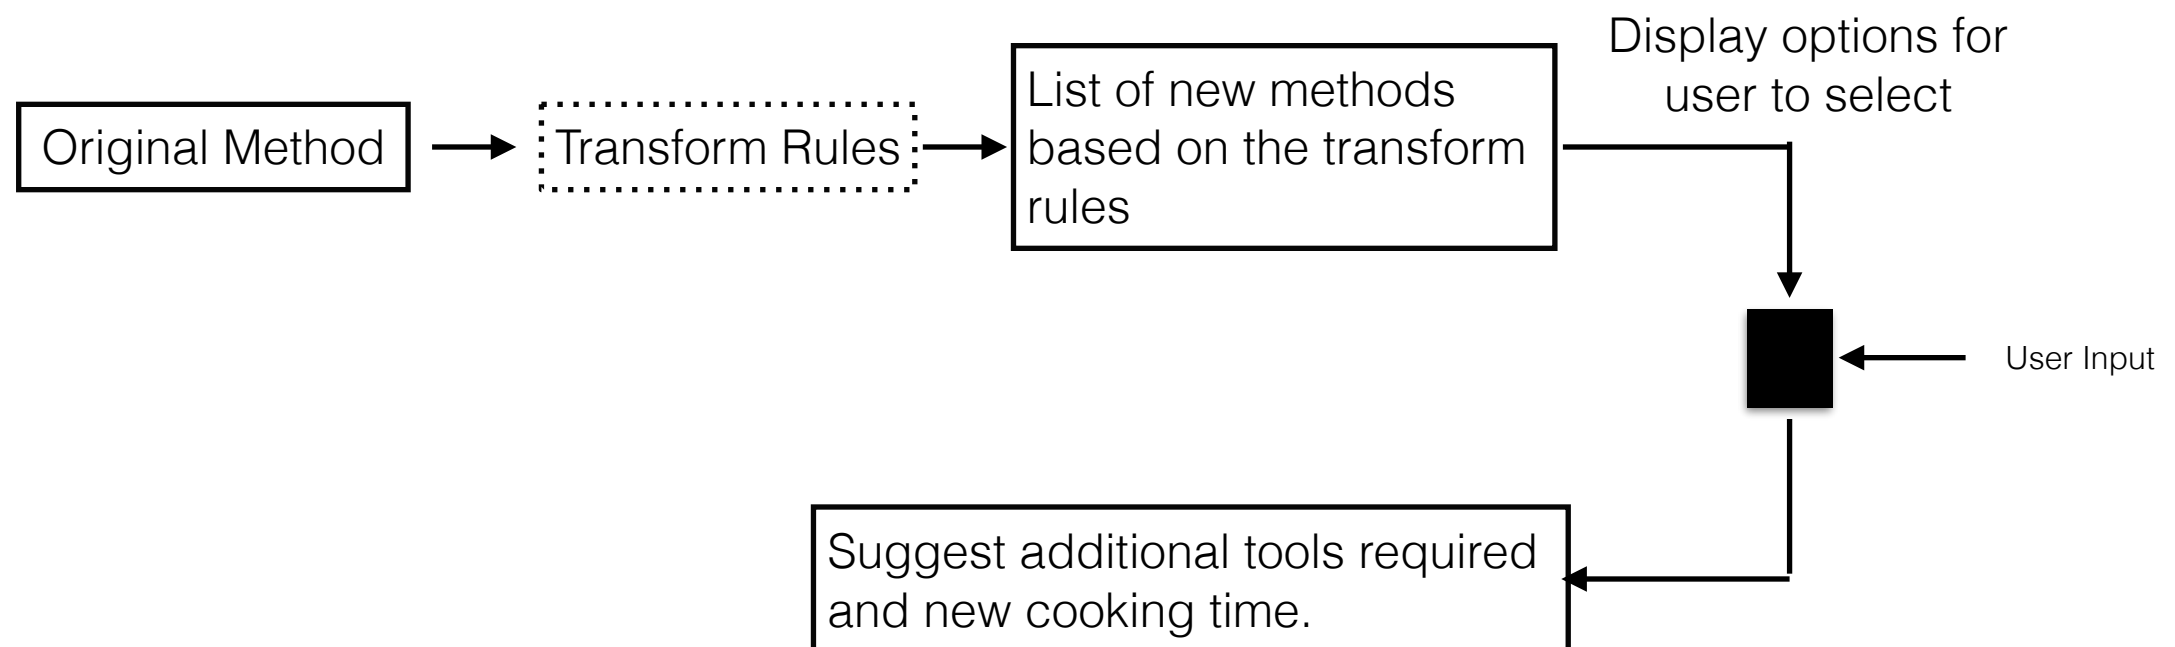 Original Method
Transform Rules
List of new methods
based on the transform
rules
Display options for
user to select
User Input
Suggest additional tools required
and new cooking time.